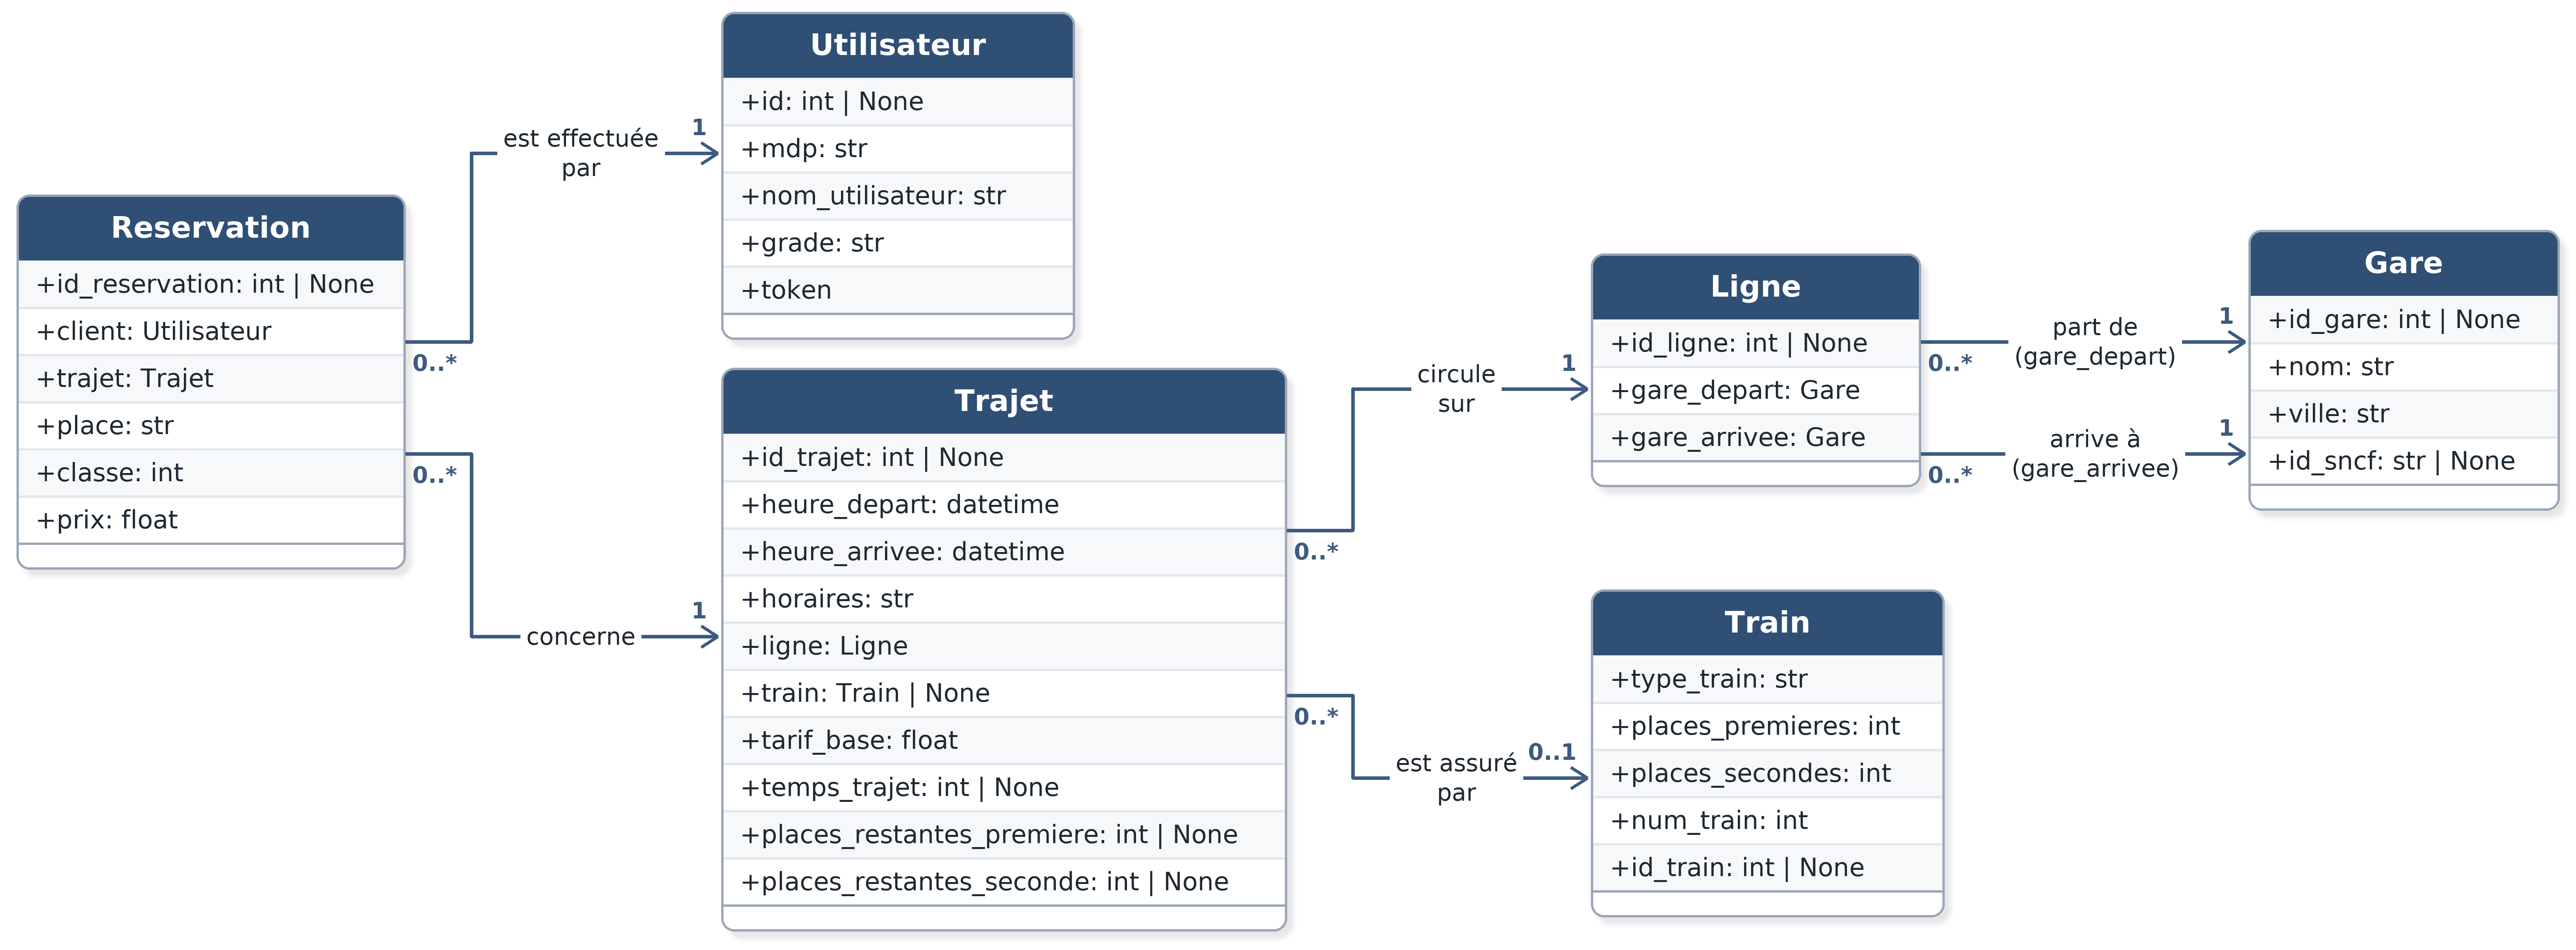 Utilisateur
+id: int | None
+mdp: str
+nom_utilisateur: str
+grade: str
+token
est effectuée
par
1
Reservation
+id_reservation: int | None
+client: Utilisateur
+trajet: Trajet
+place: str
+classe: int
+prix: float
0..*
0..*
concerne
1
Trajet
+id_trajet: int | None
+heure_depart: datetime
+heure_arrivee: datetime
+horaires: str
+ligne: Ligne
+train: Train | None
+tarif_base: float
+temps_trajet: int | None
+places_restantes_premiere: int | None
+places_restantes_seconde: int | None
0..*
circule
sur
1
0..*
est assuré
par
0..1
Ligne
+id_ligne: int | None
+gare_depart: Gare
+gare_arrivee: Gare
0..*
part de
(gare_depart)
1
0..*
arrive à
(gare_arrivee)
1
Gare
+id_gare: int | None
+nom: str
+ville: str
+id_sncf: str | None
Train
+type_train: str
+places_premieres: int
+places_secondes: int
+num_train: int
+id_train: int | None